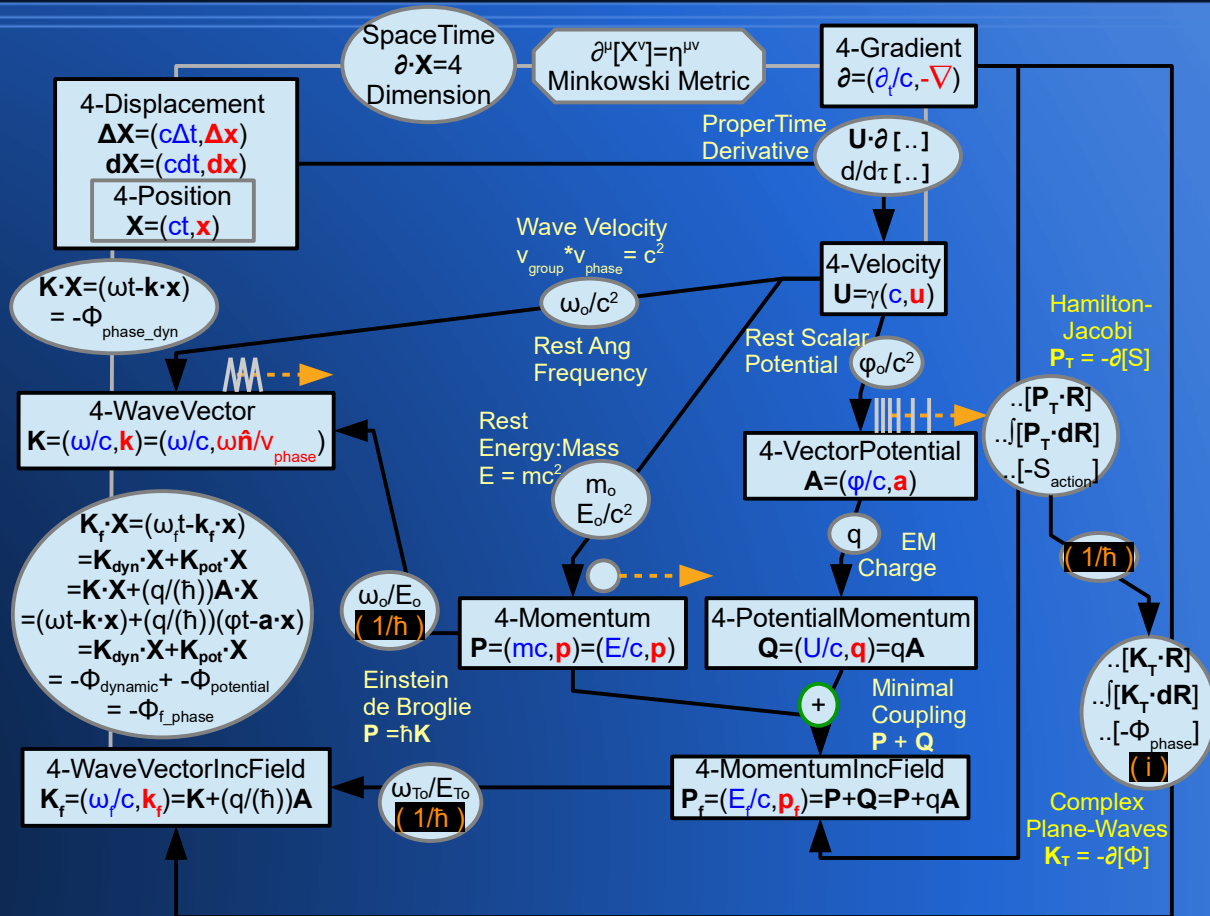 SpaceTime
∂·X=4
Dimension
∂^μ[X^ν]=η^μν
Minkowski Metric
4-Gradient
∂=(∂_t/c,-∇)
4-Displacement
ΔX=(cΔt,Δx)
dX=(cdt,dx)
4-Position
X=(ct,x)
ProperTime
Derivative
U·∂[..]
d/dτ[..]
Wave Velocity
v_group*v_phase = c²
ω_o/c²
Rest Ang
Frequency
4-Velocity
U=γ(c,u)
K·X=(ωt-k·x)
= -Φ_phase_dyn
Rest Scalar
Potential
φ_o/c²
Hamilton-
Jacobi
P_T = -∂[S]
..[P_T·R]
..∫[P_T·dR]
..[-S_action]
4-WaveVector
K=(ω/c,k)=(ω/c,ωn̂/v_phase)
Rest
Energy:Mass
E = mc²
m_o
E_o/c²
4-VectorPotential
A=(φ/c,a)
q
EM
Charge
(1/ħ)
K_f·X=(ω_f t-k_f·x)
=K_dyn·X+K_pot·X
=K·X+(q/(ħ))A·X
=(ωt-k·x)+(q/(ħ))(φt-a·x)
=K_dyn·X+K_pot·X
= -Φ_dynamic+ -Φ_potential
= -Φ_f_phase
ω_o/E_o
(1/ħ)
Einstein
de Broglie
P =ħK
4-Momentum
P=(mc,p)=(E/c,p)
4-PotentialMomentum
Q=(U/c,q)=qA
+
Minimal
Coupling
P + Q
..[K_T·R]
..∫[K_T·dR]
..[-Φ_phase]
(i)
4-WaveVectorIncField
K_f=(ω_f/c,k_f)=K+(q/(ħ))A
ω_To/E_To
(1/ħ)
4-MomentumIncField
P_f=(E_f/c,p_f)=P+Q=P+qA
Complex
Plane-Waves
K_T = -∂[Φ]